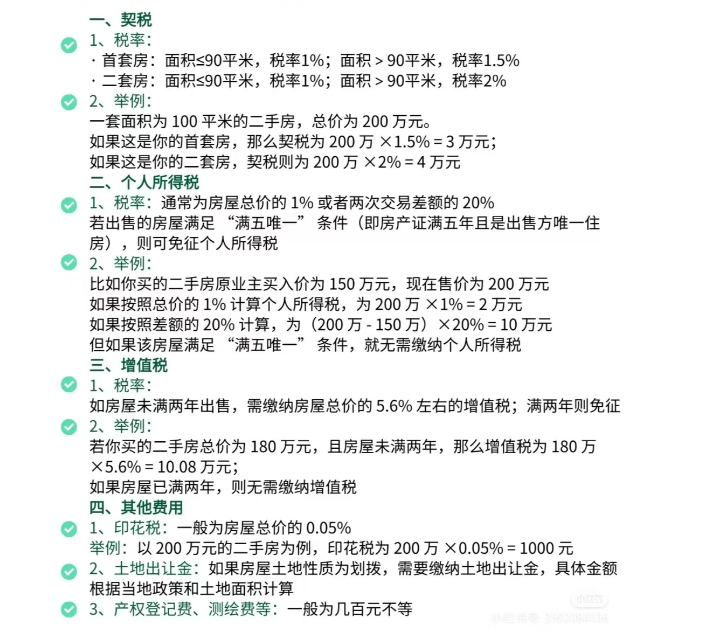 一、契税
1、税率：
· 首套房：面积≤90平米，税率1%；面积 > 90平米，税率1.5%
· 二套房：面积≤90平米，税率1%；面积 > 90平米，税率2%
2、举例：
一套面积为 100 平米的二手房，总价为 200 万元。
如果这是你的首套房，那么契税为 200 万 ×1.5% = 3 万元；
如果这是你的二套房，契税则为 200 万 ×2% = 4 万元
二、个人所得税
1、税率：通常为房屋总价的 1% 或者两次交易差额的 20%
若出售的房屋满足 “满五唯一” 条件（即房产证满五年且是出售方唯一住
房），则可免征个人所得税
2、举例：
比如你买的二手房原业主买入价为 150 万元，现在售价为 200 万元
如果按照总价的 1% 计算个人所得税，为 200 万 ×1% = 2 万元
如果按照差额的 20% 计算，为（200 万 - 150 万）×20% = 10 万元
但如果该房屋满足 “满五唯一” 条件，就无需缴纳个人所得税
三、增值税
1、税率：
如房屋未满两年出售，需缴纳房屋总价的 5.6% 左右的增值税；满两年则免征
2、举例：
若你买的二手房总价为 180 万元，且房屋未满两年，那么增值税为 180 万
×5.6% = 10.08 万元；
如果房屋已满两年，则无需缴纳增值税
四、其他费用
1、印花税：一般为房屋总价的 0.05%
举例：以 200 万元的二手房为例，印花税为 200 万 ×0.05% = 1000 元
2、土地出让金：如果房屋土地性质为划拨，需要缴纳土地出让金，具体金额
根据当地政策和土地面积计算
3、产权登记费、测绘费等：一般为几百元不等
小红书